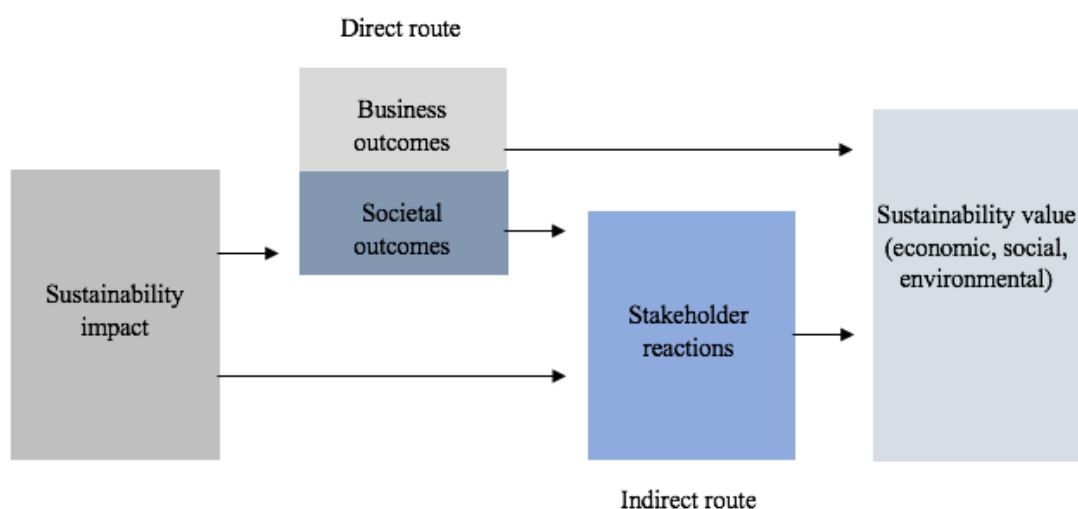 Direct route
Business
outcomes
Societal
outcomes
Sustainability
impact
Stakeholder
reactions
Sustainability value
(economic, social,
environmental)
Indirect route